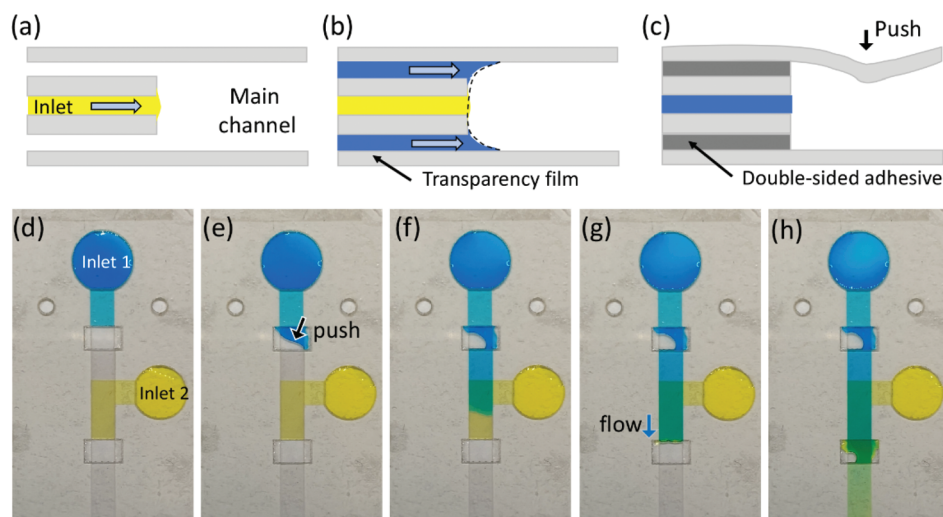 (a)
Inlet
Main
channel
(b)
Transparency film
(c)
Push
Double-sided adhesive
(d)
Inlet 1
Inlet 2
(e)
push
(f)
(g)
flow
(h)